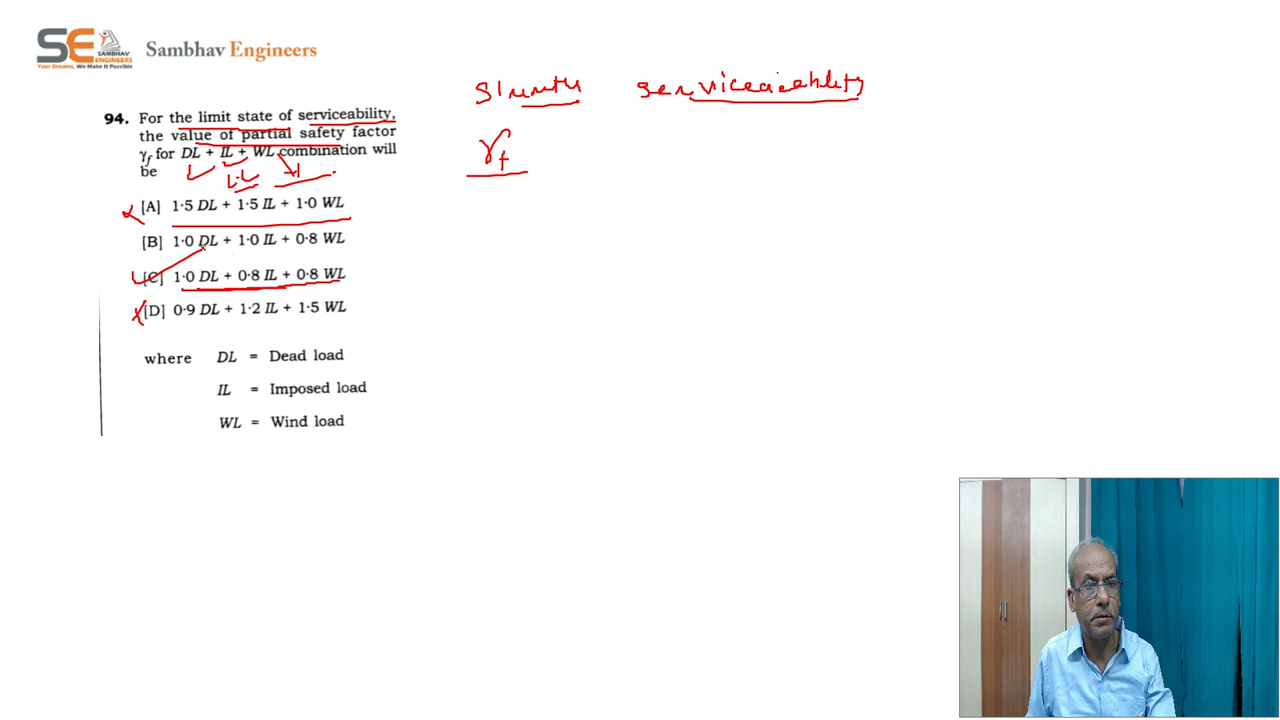 SE
SAMBHAV
ENGINEERS
Your Dreams, We Make It Possible
Sambhav Engineers
serviceability
94. For the limit state of serviceability,
the value of partial safety factor
γf for DL + IL + WL combination will
be
L.L
γf
[A] 1·5 DL + 1·5 IL + 1·0 WL
[B] 1·0 DL + 1·0 IL + 0·8 WL
[C] 1·0 DL + 0·8 IL + 0·8 WL
[D] 0·9 DL + 1·2 IL + 1·5 WL
where DL = Dead load
IL = Imposed load
WL = Wind load